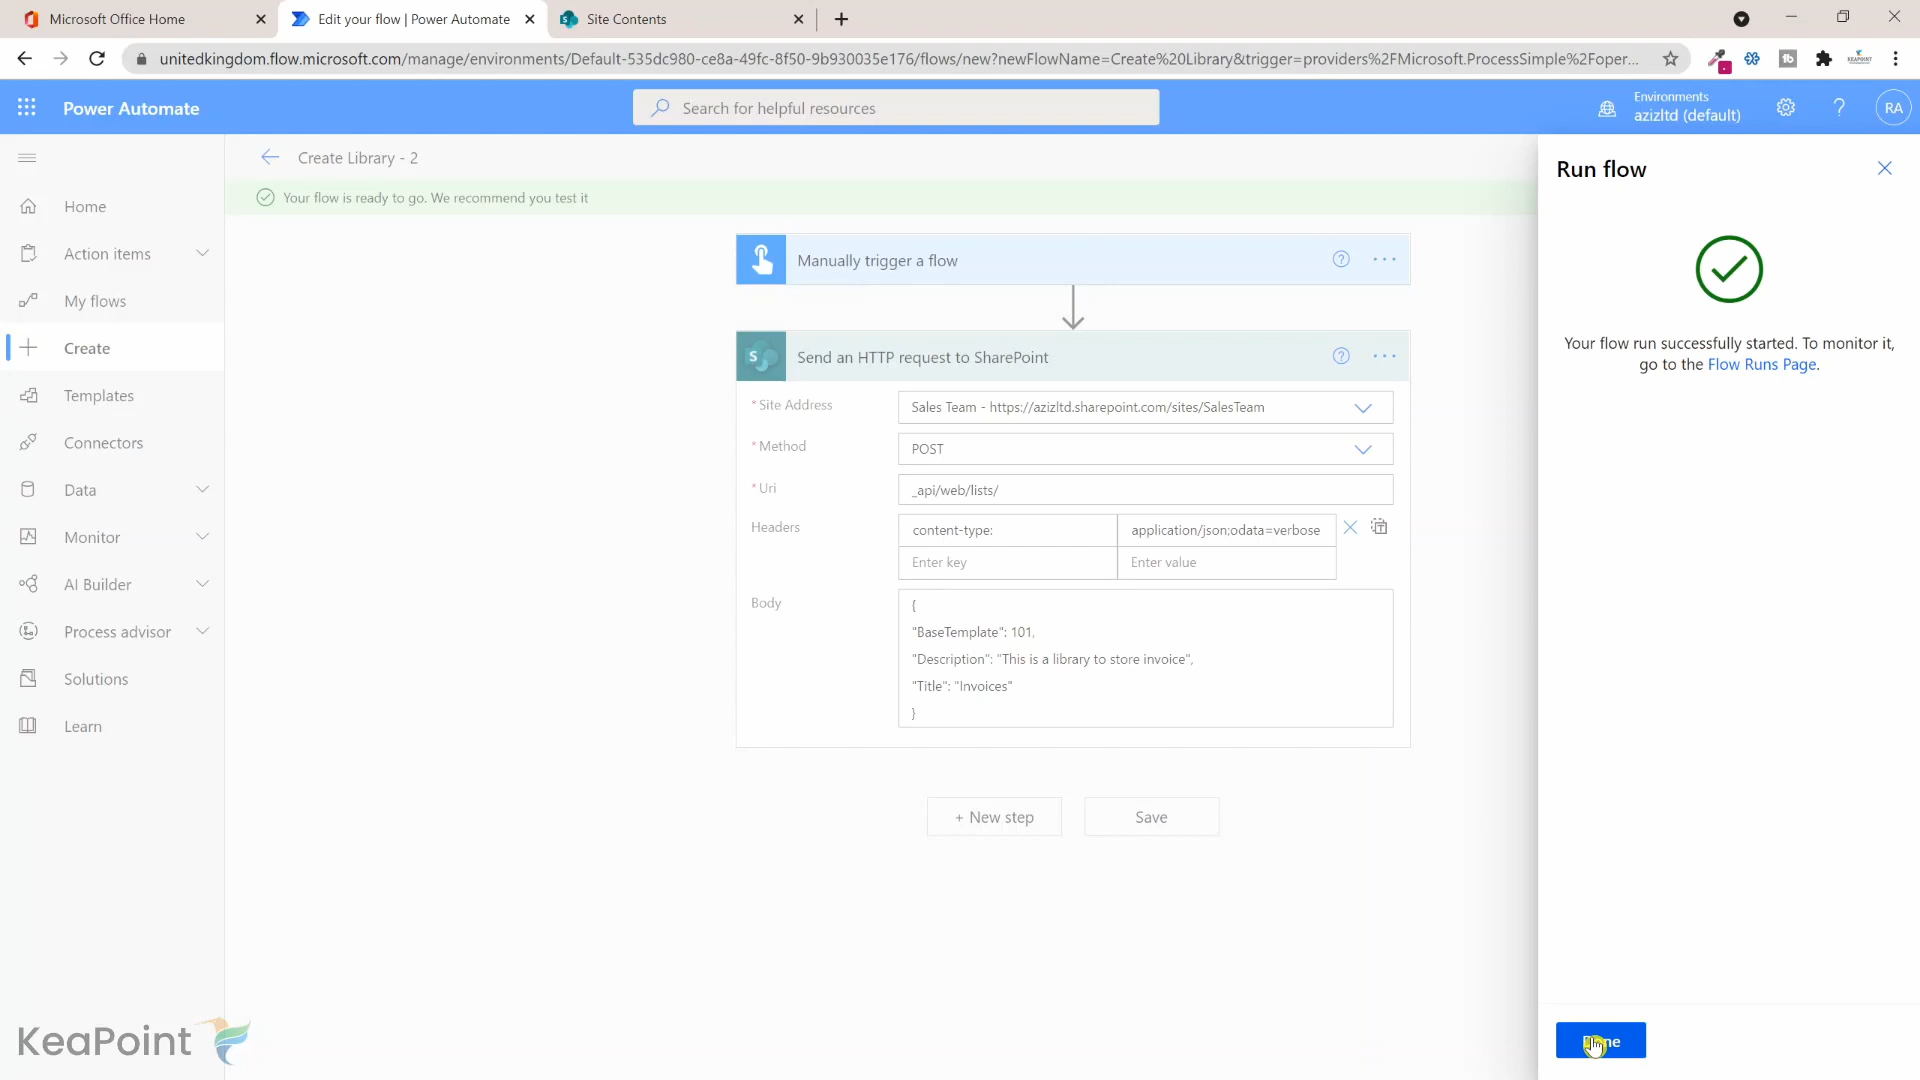 Microsoft Office Home
Edit your flow | Power Automate
Site Contents
unitedkingdom.flow.microsoft.com/manage/environments/Default-535dc980-ce8a-49fc-8f50-9b930035e176/flows/new?newFlowName=Create%20Library&trigger=providers%2FMicrosoft.ProcessSimple%2Foper...
Power Automate
Search for helpful resources
Environments
azizltd (default)
?
RA
Create Library - 2
Your flow is ready to go. We recommend you test it
Home
Action items
My flows
Create
Templates
Connectors
Data
Monitor
AI Builder
Process advisor
Solutions
Learn
Manually trigger a flow
Send an HTTP request to SharePoint
* Site Address
Sales Team - https://azizltd.sharepoint.com/sites/SalesTeam
* Method
POST
* Uri
_api/web/lists/
Headers
content-type:
application/json;odata=verbose
Enter key
Enter value
Body
{
"BaseTemplate": 101,
"Description": "This is a library to store invoice",
"Title": "Invoices"
}
+ New step
Save
Run flow
Your flow run successfully started. To monitor it,
go to the Flow Runs Page.
KeaPoint